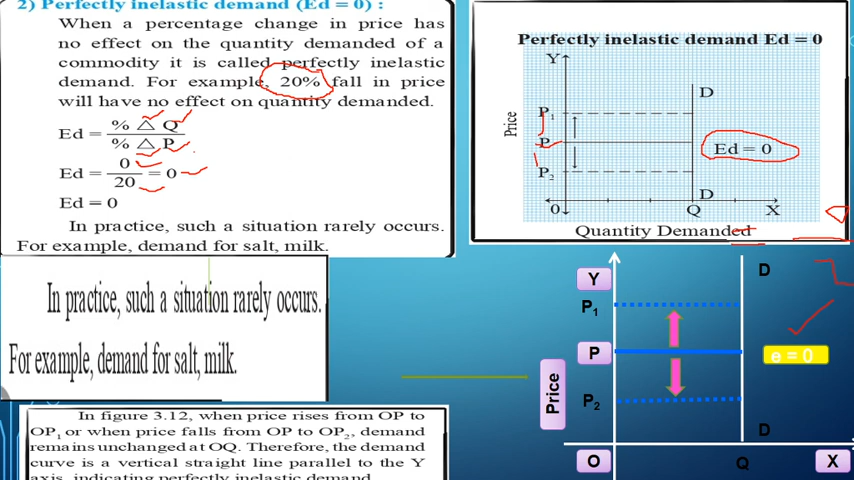 2) Perfectly inelastic demand (Ed = 0) :
When a percentage change in price has
no effect on the quantity demanded of a
commodity it is called perfectly inelastic
demand. For example, 20% fall in price
will have no effect on quantity demanded.
Ed = % △ Q / % △ P
Ed = 0 / 20 = 0
Ed = 0
In practice, such a situation rarely occurs.
For example, demand for salt, milk.
Perfectly inelastic demand Ed = 0
Y
D
P1
Price
P
Ed = 0
P2
D
0
Q
X
Quantity Demanded
In practice, such a situation rarely occurs.
For example, demand for salt, milk.
In figure 3.12, when price rises from OP to
OP1 or when price falls from OP to OP2, demand
remains unchanged at OQ. Therefore, the demand
curve is a vertical straight line parallel to the Y
axis, indicating perfectly inelastic demand.
Y
D
P1
P
e = 0
Price
P2
D
O
Q
X